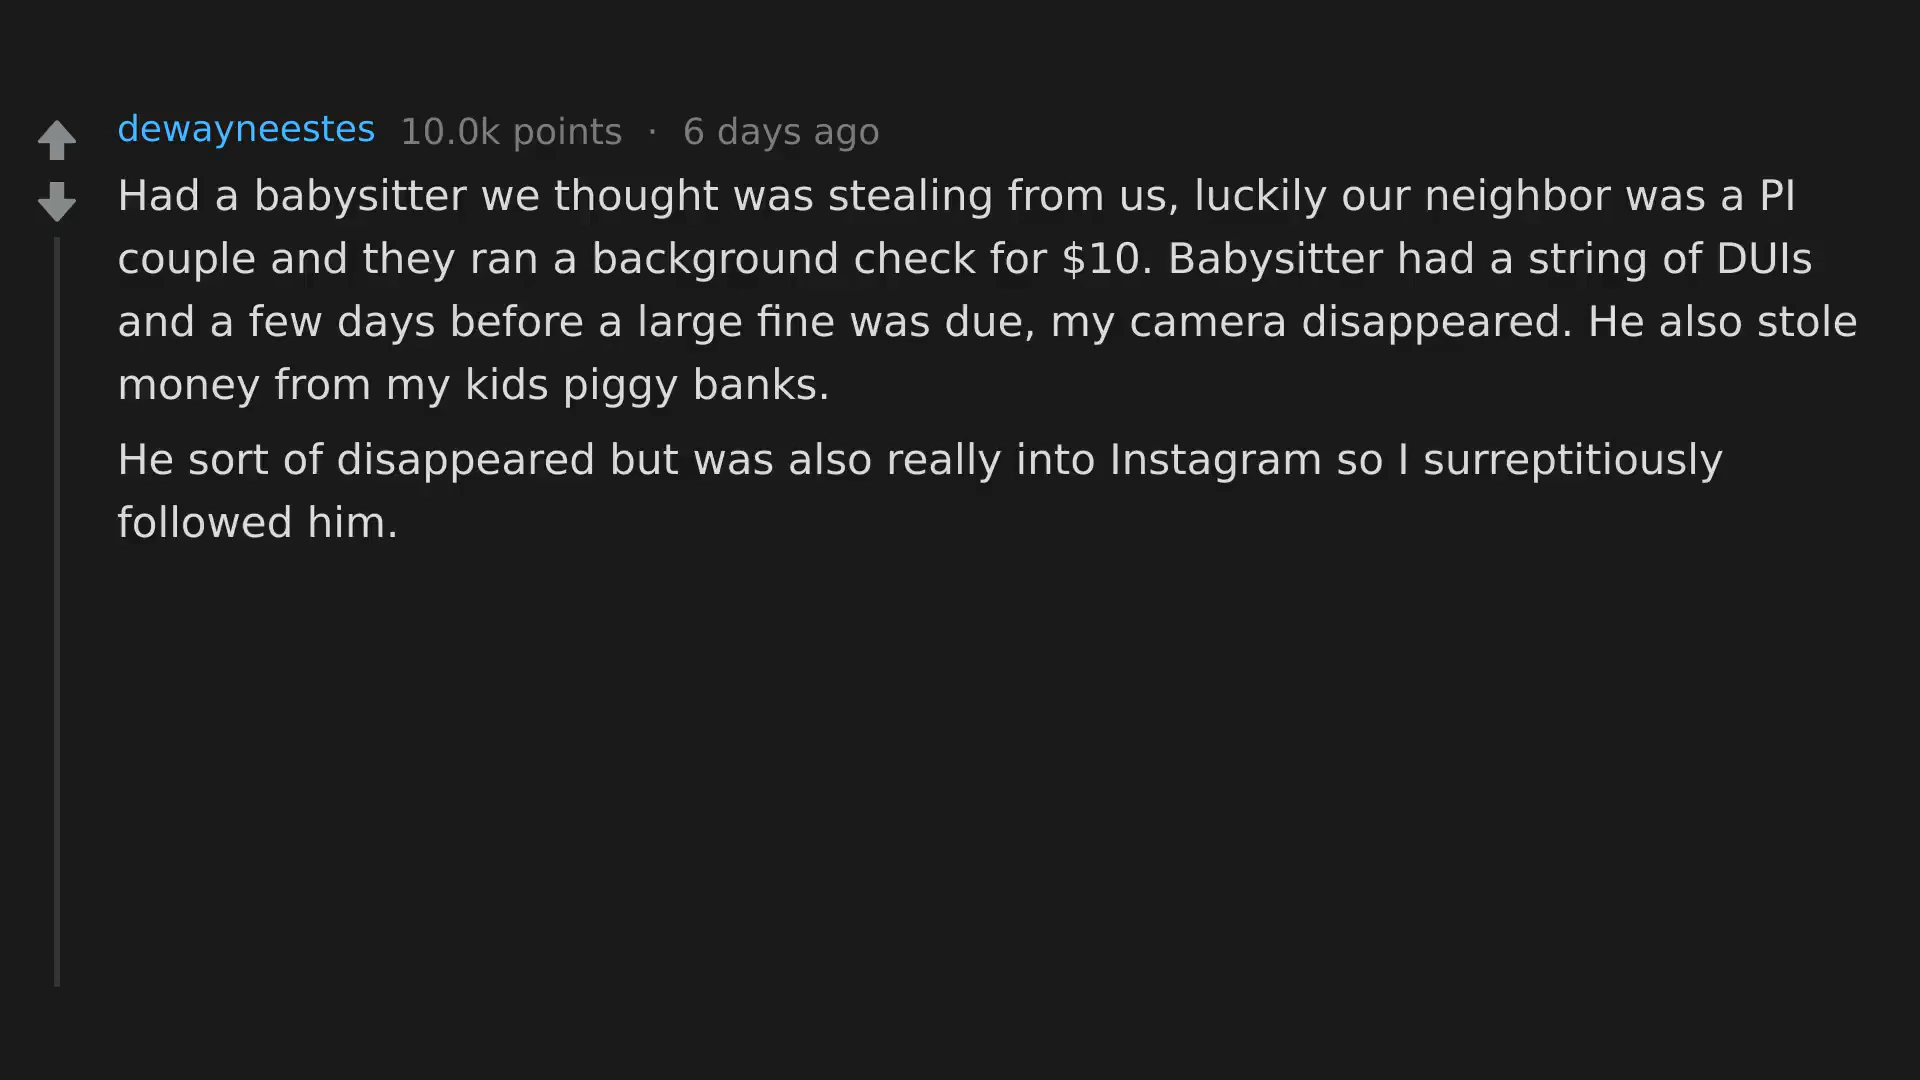 dewayneestes 10.0k points · 6 days ago
Had a babysitter we thought was stealing from us, luckily our neighbor was a PI
couple and they ran a background check for $10. Babysitter had a string of DUIs
and a few days before a large fine was due, my camera disappeared. He also stole
money from my kids piggy banks.
He sort of disappeared but was also really into Instagram so I surreptitiously
followed him.